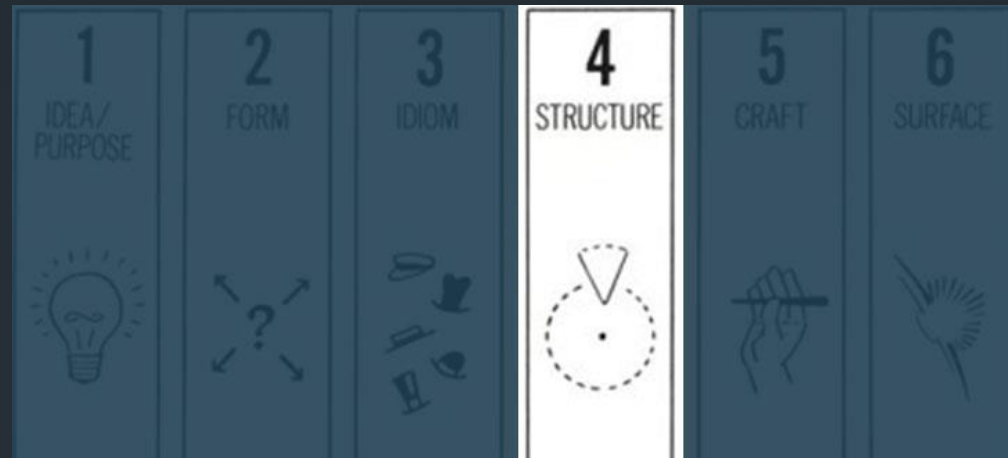 1
IDEA/
PURPOSE
2
FORM
3
IDIOM
4
STRUCTURE
5
CRAFT
6
SURFACE
?